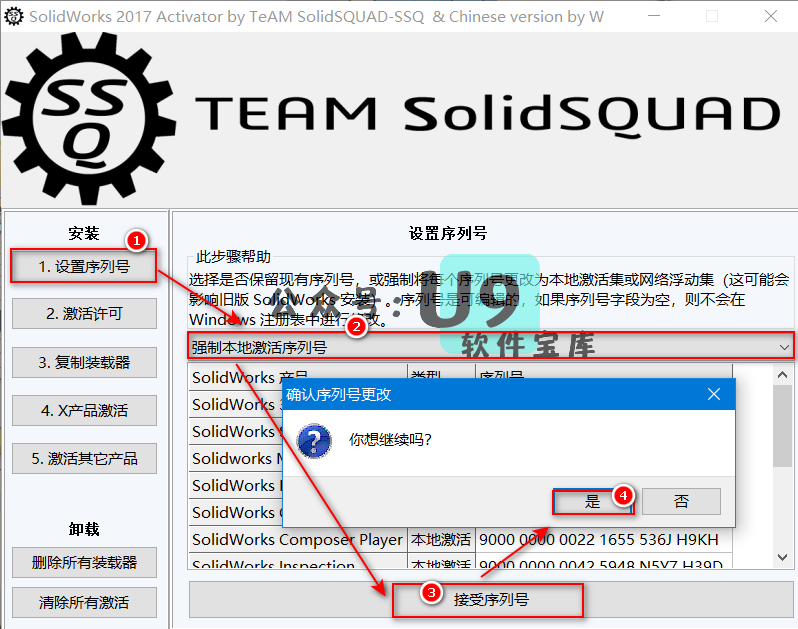 SolidWorks 2017 Activator by TeAM SolidSQUAD-SSQ & Chinese version by W
SSQ
TEAM SolidSQUAD
安装
1
1. 设置序列号
2. 激活许可
3. 复制装载器
4. X产品激活
5. 激活其它产品
卸载
删除所有装载器
清除所有激活
设置序列号
此步骤帮助
选择是否保留现有序列号，或强制将每个序列号更改为本地激活集或网络浮动集（这可能会
影响旧版 SolidWorks 安装）。序列号是可编辑的，如果序列号字段为空，则不会在
Windows 注册表中进行修改。
公众号：U9
软件宝库
2
强制本地激活序列号
SolidWorks 产品 类型 序列号
SolidWorks
SolidWorks
Solidworks
SolidWorks
SolidWorks
确认序列号更改
你想继续吗?
是
4
否
SolidWorks Composer Player 本地激活 9000 0000 0022 1655 536J H9KH
SolidWorks Inspection 本地激活 9000 0000 0042 5948 N5Y7 H39D
3
接受序列号